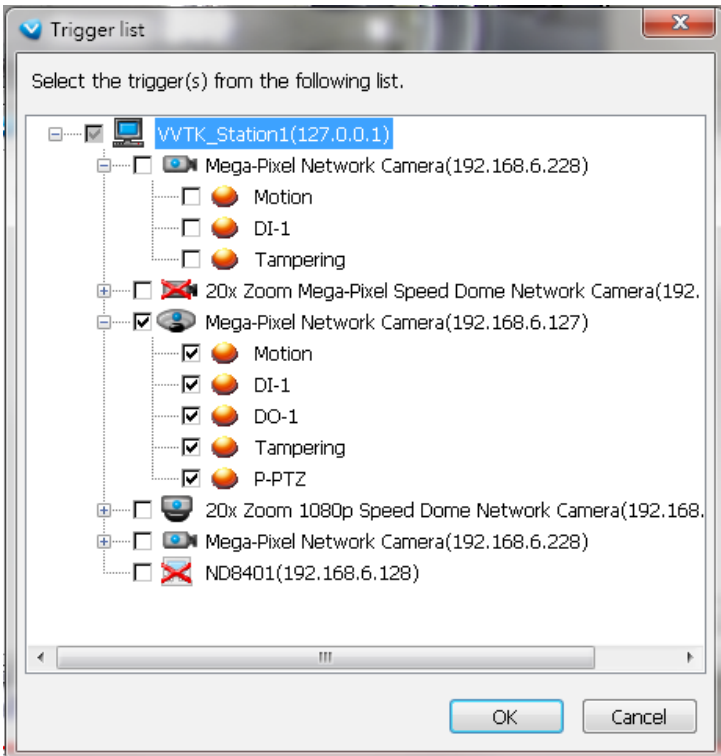 Trigger list
Select the trigger(s) from the following list.
VVTK_Station1(127.0.0.1)
Mega-Pixel Network Camera(192.168.6.228)
Motion
DI-1
Tampering
20x Zoom Mega-Pixel Speed Dome Network Camera(192.
Mega-Pixel Network Camera(192.168.6.127)
Motion
DI-1
DO-1
Tampering
P-PTZ
20x Zoom 1080p Speed Dome Network Camera(192.168.
Mega-Pixel Network Camera(192.168.6.228)
ND8401(192.168.6.128)
OK Cancel